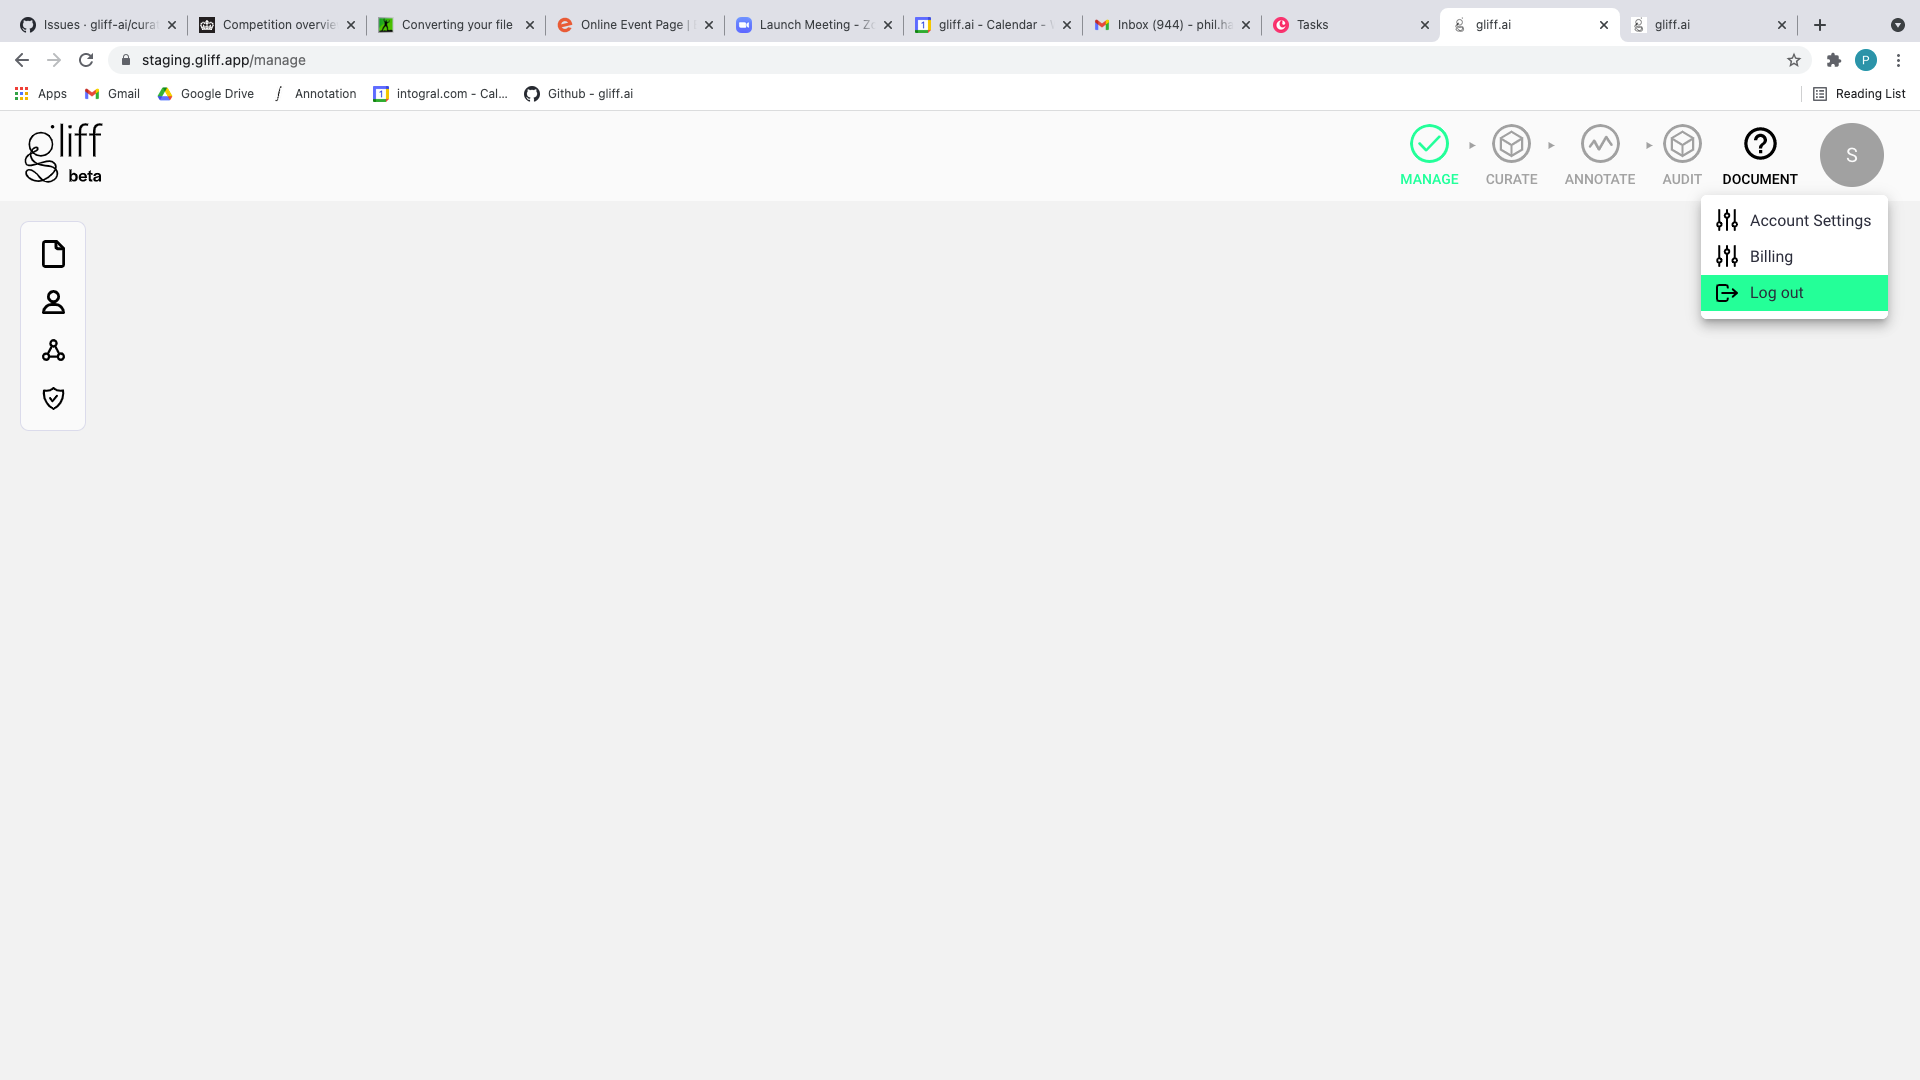 Issues · gliff-ai/cura
Competition overvie
Converting your file
Online Event Page |
Launch Meeting - Zo
gliff.ai - Calendar -
Inbox (944) - phil.ha
Tasks
gliff.ai
gliff.ai
staging.gliff.app/manage
P
Apps
Gmail
Google Drive
Annotation
intogral.com - Cal...
Github - gliff.ai
Reading List
gliff
beta
MANAGE
CURATE
ANNOTATE
AUDIT
DOCUMENT
S
Account Settings
Billing
Log out